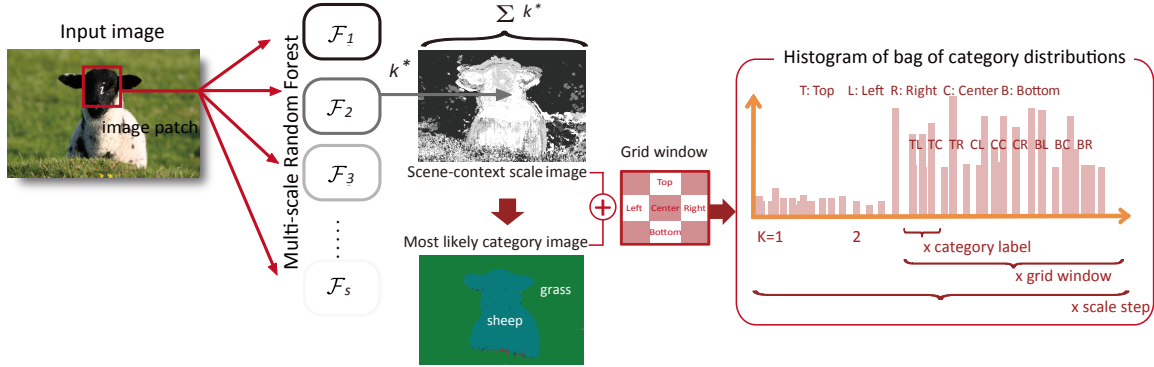 Input image
i
image patch
Multi-scale Random Forest
F1
F2
F3
......
Fs
k*
∑ k*
Scene-context scale image
Most likely category image
grass
sheep
Grid window
Top
Left Center Right
Bottom
Histogram of bag of category distributions
T: Top L: Left R: Right C: Center B: Bottom
TL TC TR CL CC CR BL BC BR
K=1 2
x category label
x grid window
x scale step